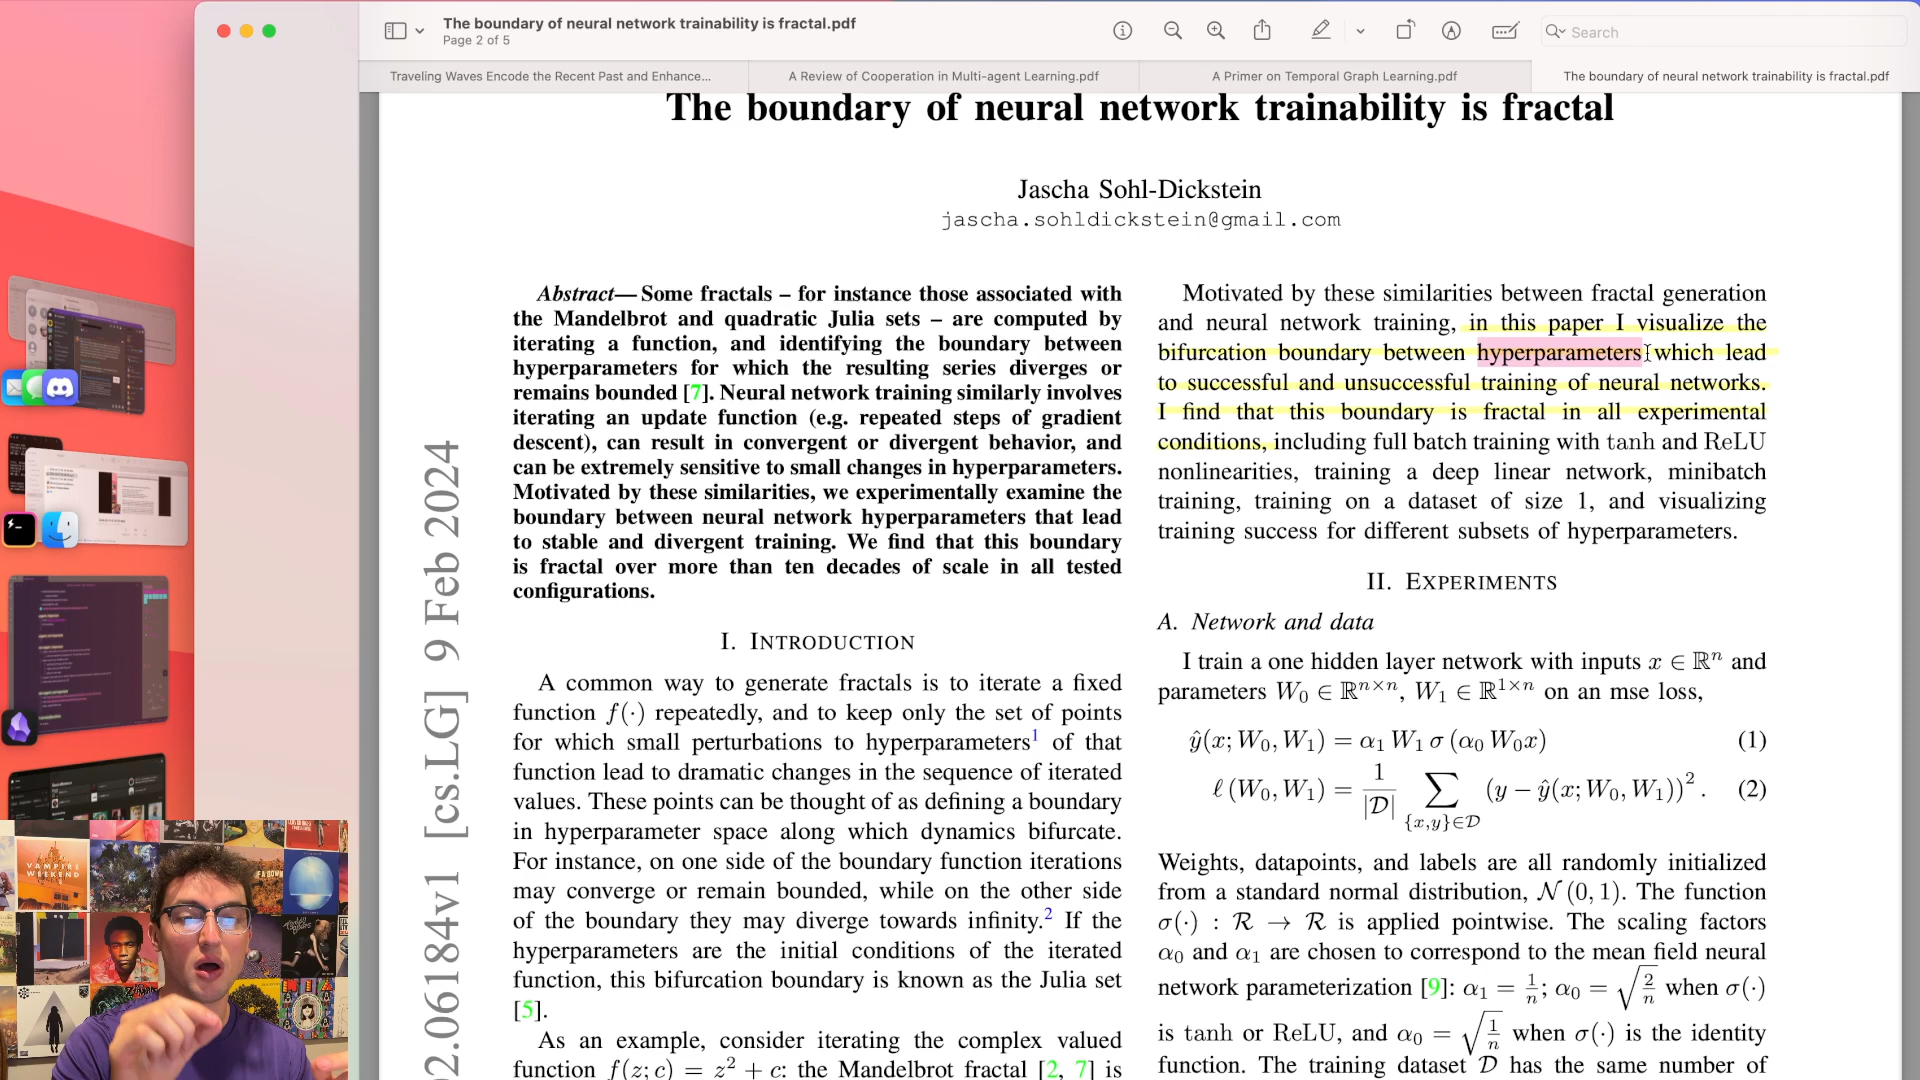 The boundary of neural network trainability is fractal.pdf
Page 2 of 5
Search
Traveling Waves Encode the Recent Past and Enhance...
A Review of Cooperation in Multi-agent Learning.pdf
A Primer on Temporal Graph Learning.pdf
The boundary of neural network trainability is fractal.pdf
The boundary of neural network trainability is fractal
Jascha Sohl-Dickstein
jascha.sohldickstein@gmail.com
02.06184v1 [cs.LG] 9 Feb 2024
Abstract— Some fractals – for instance those associated with
the Mandelbrot and quadratic Julia sets – are computed by
iterating a function, and identifying the boundary between
hyperparameters for which the resulting series diverges or
remains bounded [7]. Neural network training similarly involves
iterating an update function (e.g. repeated steps of gradient
descent), can result in convergent or divergent behavior, and
can be extremely sensitive to small changes in hyperparameters.
Motivated by these similarities, we experimentally examine the
boundary between neural network hyperparameters that lead
to stable and divergent training. We find that this boundary
is fractal over more than ten decades of scale in all tested
configurations.
I. INTRODUCTION
A common way to generate fractals is to iterate a fixed
function f(·) repeatedly, and to keep only the set of points
for which small perturbations to hyperparameters¹ of that
function lead to dramatic changes in the sequence of iterated
values. These points can be thought of as defining a boundary
in hyperparameter space along which dynamics bifurcate.
For instance, on one side of the boundary function iterations
may converge or remain bounded, while on the other side
of the boundary they may diverge towards infinity.² If the
hyperparameters are the initial conditions of the iterated
function, this bifurcation boundary is known as the Julia set
[5].
As an example, consider iterating the complex valued
function f(z; c) = z² + c: the Mandelbrot fractal [2, 7] is
Motivated by these similarities between fractal generation
and neural network training, in this paper I visualize the
bifurcation boundary between hyperparameters which lead
to successful and unsuccessful training of neural networks.
I find that this boundary is fractal in all experimental
conditions, including full batch training with tanh and ReLU
nonlinearities, training a deep linear network, minibatch
training, training on a dataset of size 1, and visualizing
training success for different subsets of hyperparameters.
II. EXPERIMENTS
A. Network and data
I train a one hidden layer network with inputs x ∈ ℝⁿ and
parameters W₀ ∈ ℝⁿˣⁿ, W₁ ∈ ℝ¹ˣⁿ on an mse loss,
ŷ(x; W₀, W₁) = α₁ W₁ σ (α₀ W₀x) (1)
ℓ (W₀, W₁) = 1/|𝒟| ∑_{x,y}∈𝒟 (y − ŷ(x; W₀, W₁))². (2)
Weights, datapoints, and labels are all randomly initialized
from a standard normal distribution, 𝒩 (0, 1). The function
σ(·) : ℛ → ℛ is applied pointwise. The scaling factors
α₀ and α₁ are chosen to correspond to the mean field neural
network parameterization [9]: α₁ = 1/n; α₀ = √(2/n) when σ(·)
is tanh or ReLU, and α₀ = √(1/n) when σ(·) is the identity
function. The training dataset 𝒟 has the same number of
VAMPIRE
WEEKEND